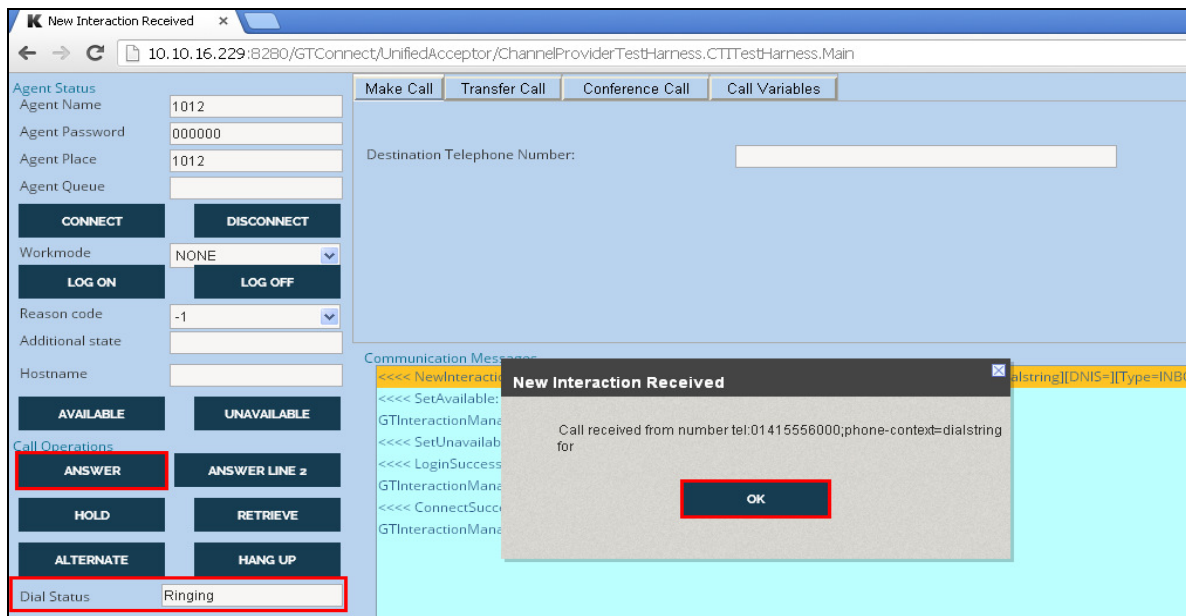 New Interaction Received
10.10.16.229:8280/GTConnect/UnifiedAcceptor/ChannelProviderTestHarness.CTITestHarness.Main
Agent Status
Agent Name 1012
Agent Password 000000
Agent Place 1012
Agent Queue
CONNECT DISCONNECT
Workmode NONE
LOG ON LOG OFF
Reason code -1
Additional state
Hostname
AVAILABLE UNAVAILABLE
Call Operations
ANSWER ANSWER LINE 2
HOLD RETRIEVE
ALTERNATE HANG UP
Dial Status Ringing
Make Call Transfer Call Conference Call Call Variables
Destination Telephone Number:
Communication Messages
<<<< NewInteractio alstring][DNIS=][Type=INBO
<<<< SetAvailable:
GTInteractionMana
<<<< SetUnavailab
<<<< LoginSuccess
GTInteractionMana
<<<< ConnectSucc
GTInteractionMana
New Interaction Received
Call received from number tel:01415556000;phone-context=dialstring
for
OK